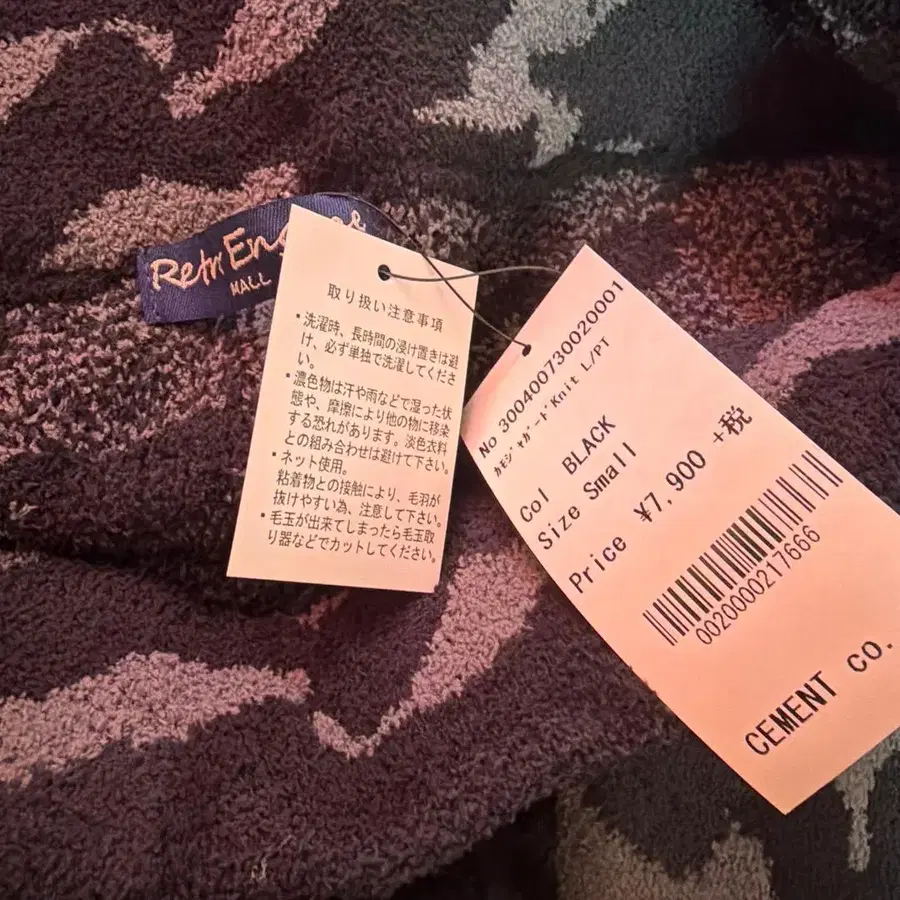 Retr En
MALL
取り扱い注意事項
・洗濯時、長時間の浸け置きは避
け、必ず単独で洗濯してくださ
い。
・濃色物は汗や雨などで湿った状
態や、摩擦により他の物に移染
する恐れがあります。淡色衣料
との組み合わせは避けて下さい。
・ネット使用。
粘着物との接触により、毛羽が
抜けやすい為、注意して下さい。
・毛玉が出来てしまったら毛玉取
り器などでカットしてください。
No 300400730020001
ｶﾓｼﾞｬｶﾞｰﾄﾞKnit L/PT
Col BLACK
Size Small
Price ¥7,900 +税
0020000217666
CEMENT CO.